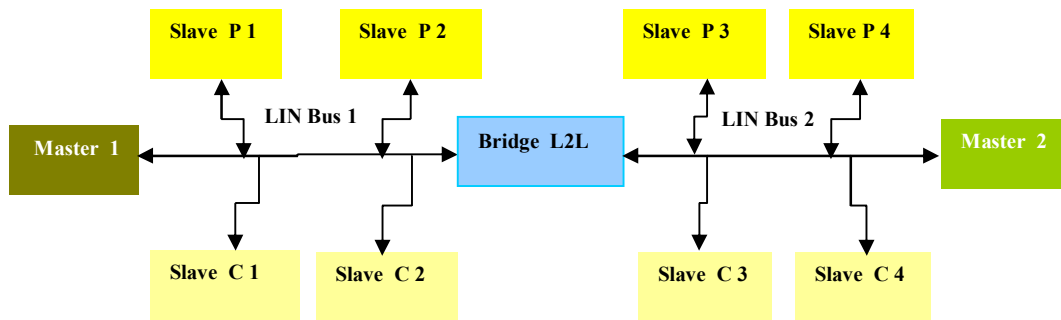 Slave P 1
Slave P 2
Slave P 3
Slave P 4
LIN Bus 1
LIN Bus 2
Master 1
Bridge L2L
Master 2
Slave C 1
Slave C 2
Slave C 3
Slave C 4